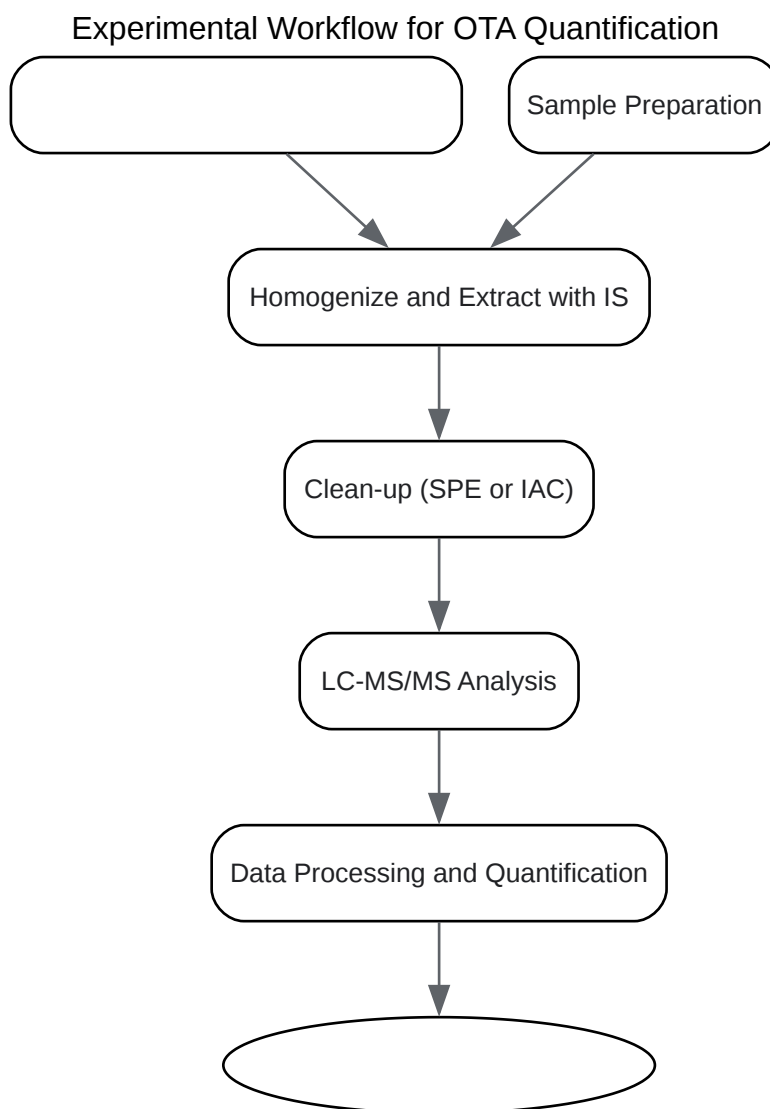 Experimental Workflow for OTA Quantification
Sample Preparation
Homogenize and Extract with IS
Clean-up (SPE or IAC)
LC-MS/MS Analysis
Data Processing and Quantification